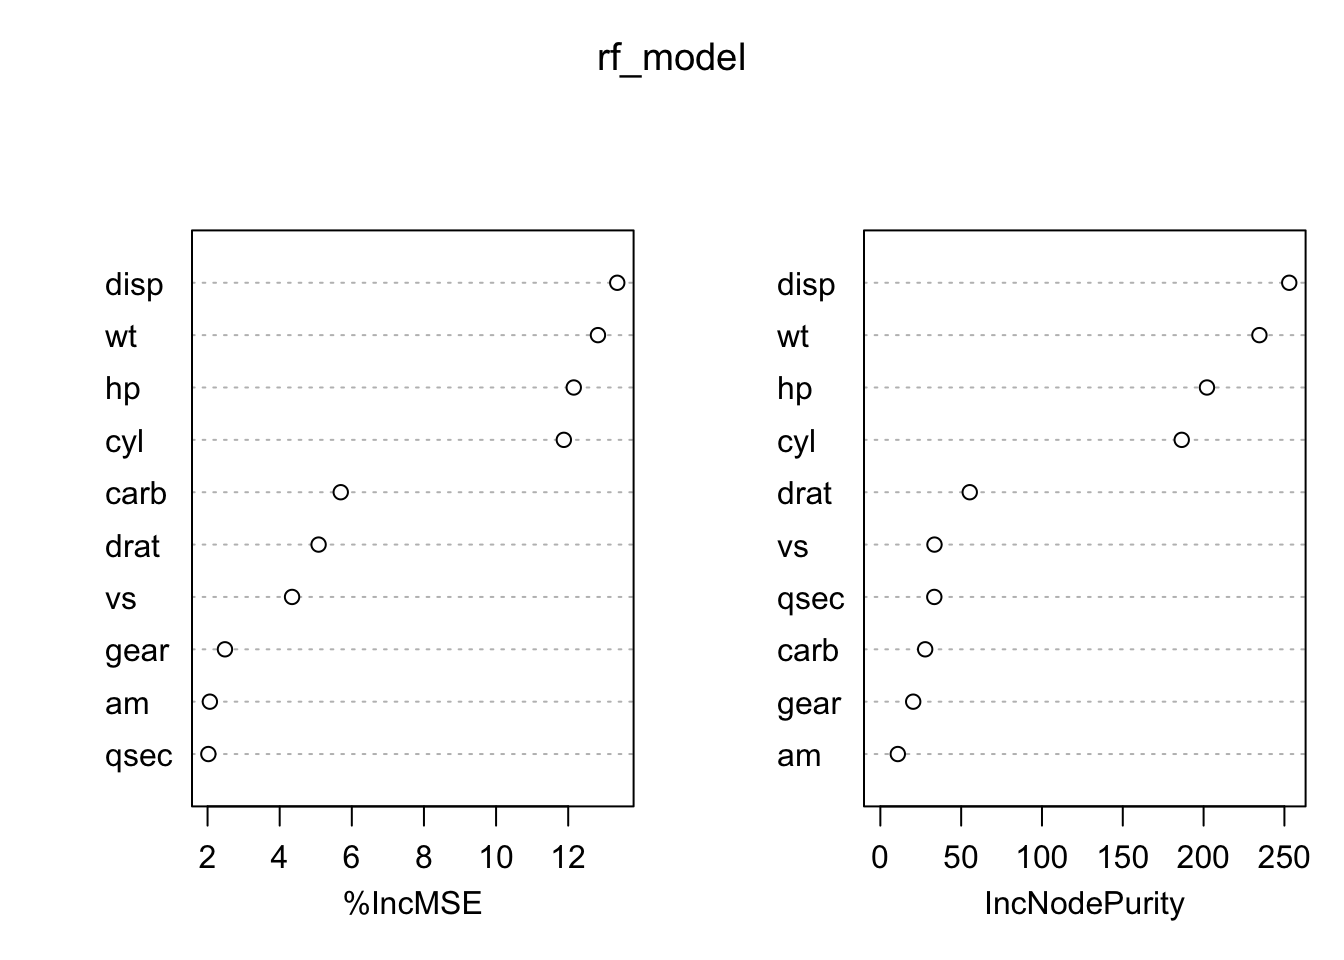 rf_model
disp
wt
hp
cyl
carb
drat
vs
gear
am
qsec
2 4 6 8 10 12
%IncMSE
disp
wt
hp
cyl
drat
vs
qsec
carb
gear
am
0 50 100 150 200 250
IncNodePurity